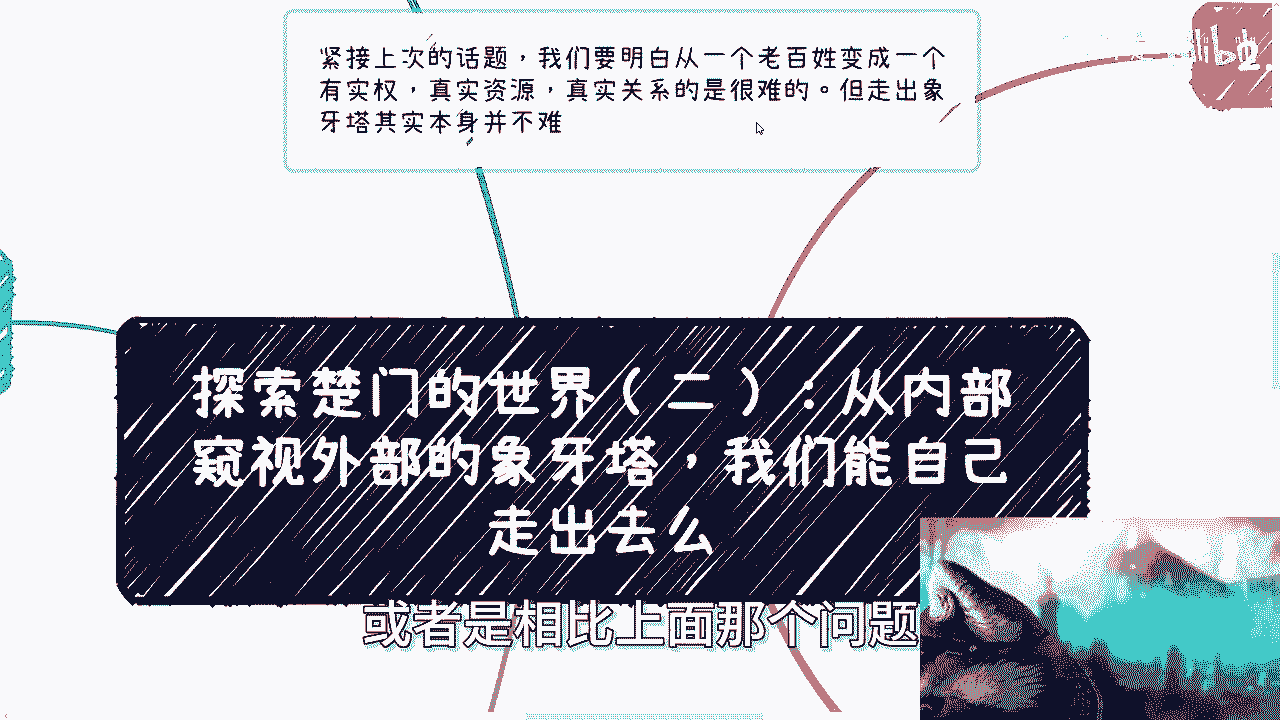 紧接上次的话题，我们要明白从一个老百姓变成一个
有实权，真实资源，真实关系的是很难的。但走出象
牙塔其实本身并不难
探索楚门的世界（二）：从内部
窥视外部的象牙塔，我们能自己
走出去么
或者是相比上面那个问题